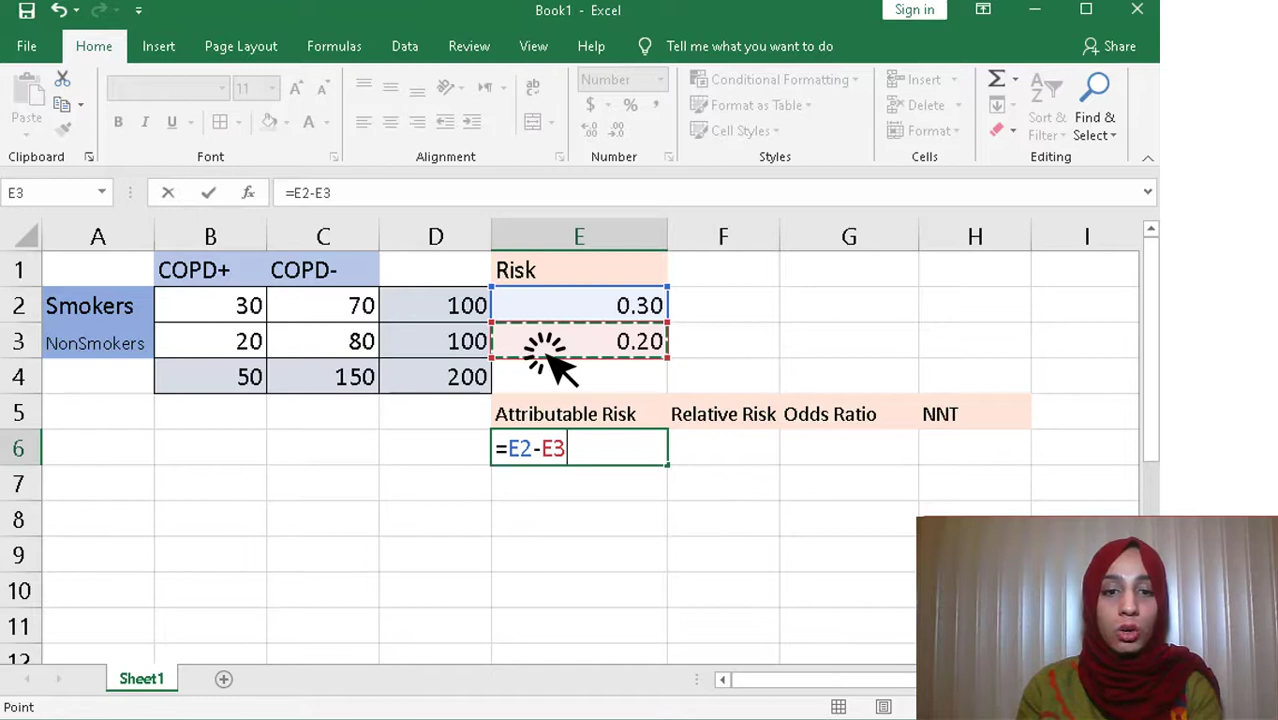 Book1 - Excel
Sign in
File Home Insert Page Layout Formulas Data Review View Help Tell me what you want to do Share
Paste
11
B I U A
Number
$ % ,
Conditional Formatting
Format as Table
Cell Styles
Insert
Delete
Format
Σ
Sort & Filter
Find & Select
Clipboard Font Alignment Number Styles Cells Editing
E3 fx =E2-E3
A B C D E F G H I
1 COPD+ COPD- Risk
2 Smokers 30 70 100 0.30
3 NonSmokers 20 80 100 0.20
4 50 150 200
5 Attributable Risk Relative Risk Odds Ratio NNT
6 =E2-E3
7
8
9
10
11
12
Sheet1
Point